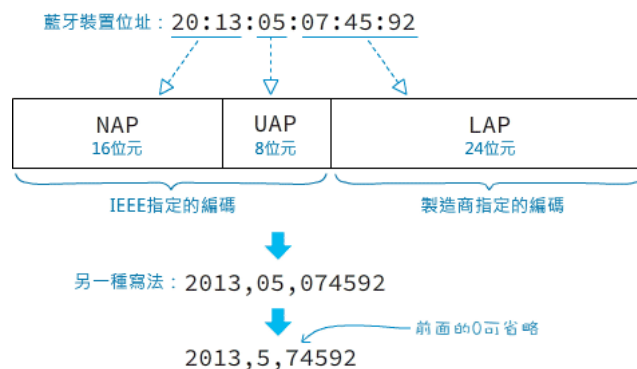 藍牙裝置位址：20:13:05:07:45:92
NAP
16位元
UAP
8位元
LAP
24位元
IEEE指定的編碼
製造商指定的編碼
另一種寫法：2013,05,074592
前面的0可省略
2013,5,74592